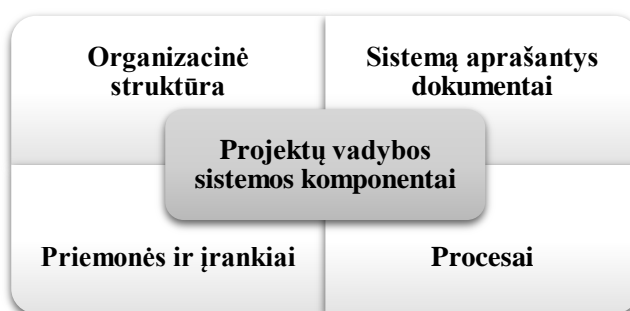 Organizacinė
struktūra
Sistemą aprašantys
dokumentai
Projektų vadybos
sistemos komponentai
Priemonės ir įrankiai
Procesai